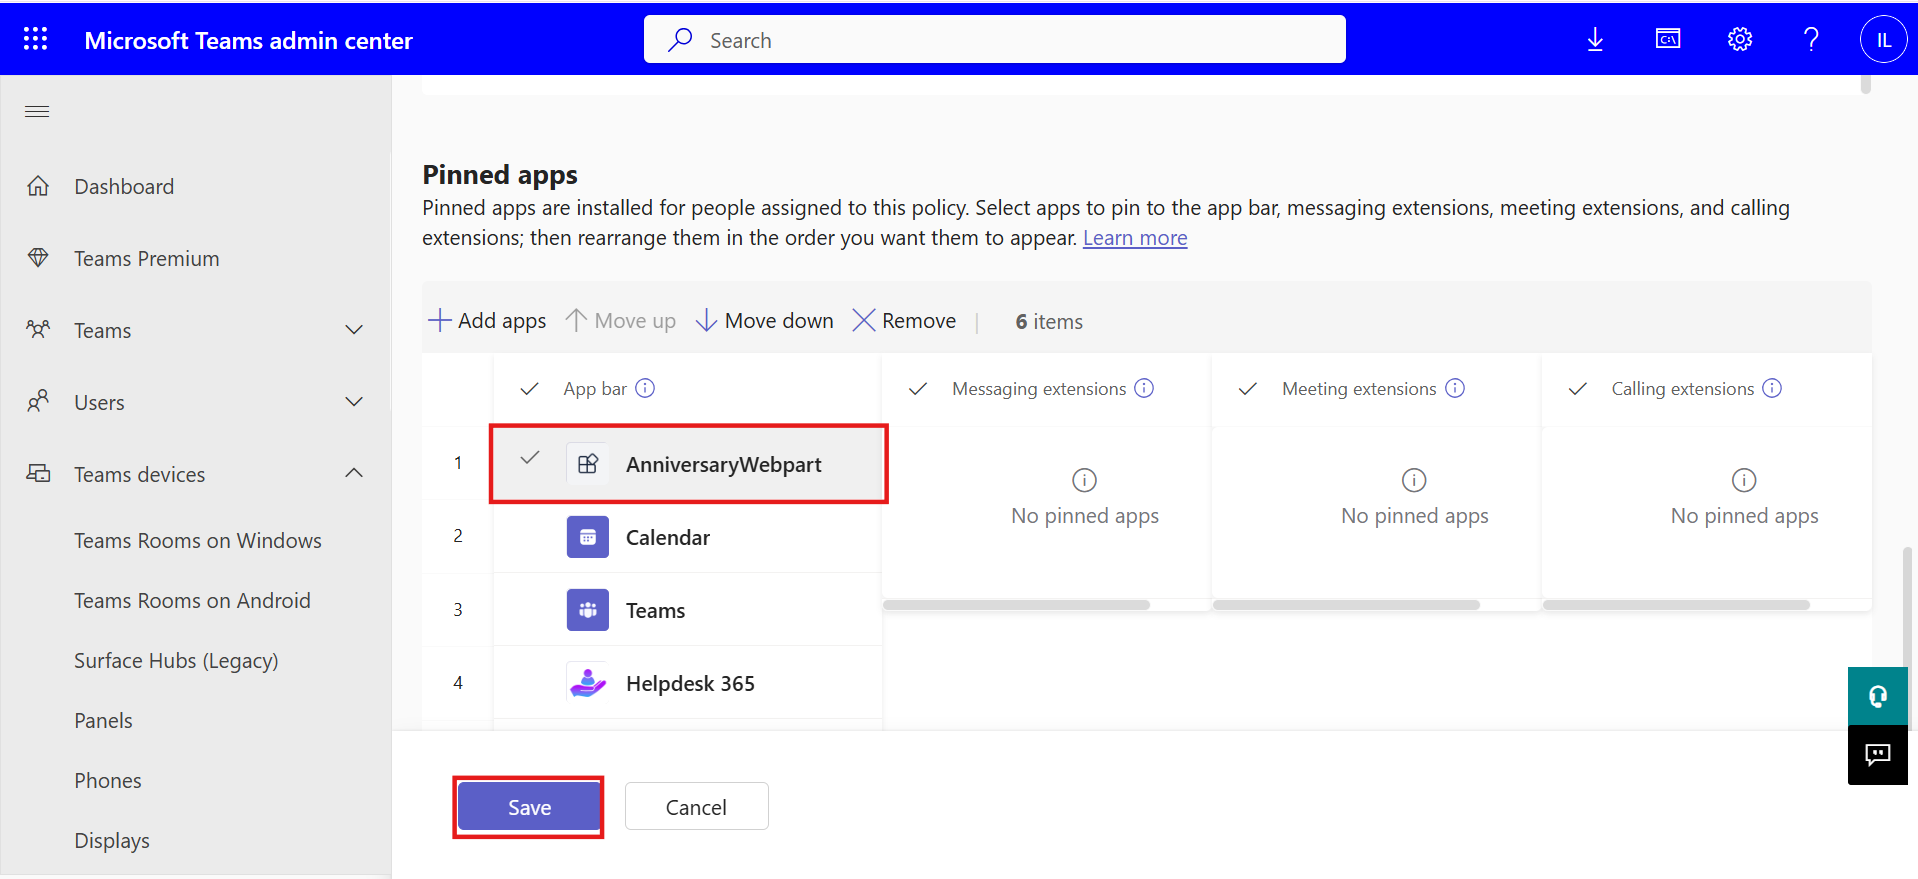 Microsoft Teams admin center
Search
C:\
IL
Dashboard
Teams Premium
Teams
Users
Teams devices
Teams Rooms on Windows
Teams Rooms on Android
Surface Hubs (Legacy)
Panels
Phones
Displays
Pinned apps
Pinned apps are installed for people assigned to this policy. Select apps to pin to the app bar, messaging extensions, meeting extensions, and calling
extensions; then rearrange them in the order you want them to appear. Learn more
Add apps Move up Move down Remove | 6 items
App bar Messaging extensions Meeting extensions Calling extensions
1 AnniversaryWebpart
No pinned apps No pinned apps No pinned apps
2 Calendar
3 Teams
4 Helpdesk 365
Save Cancel